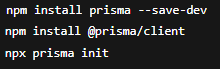 npm install prisma --save-dev
npm install @prisma/client
npx prisma init